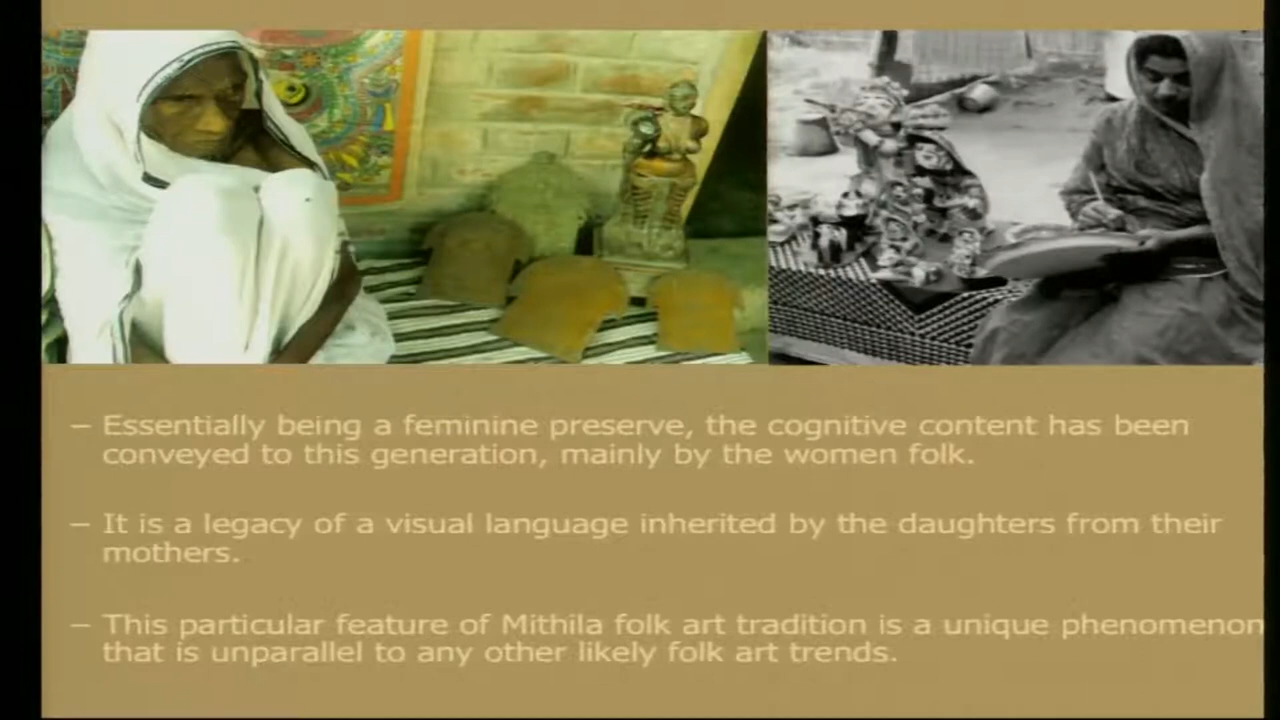 – Essentially being a feminine preserve, the cognitive content has been
conveyed to this generation, mainly by the women folk.
– It is a legacy of a visual language inherited by the daughters from their
mothers.
– This particular feature of Mithila folk art tradition is a unique phenomenon
that is unparallel to any other likely folk art trends.